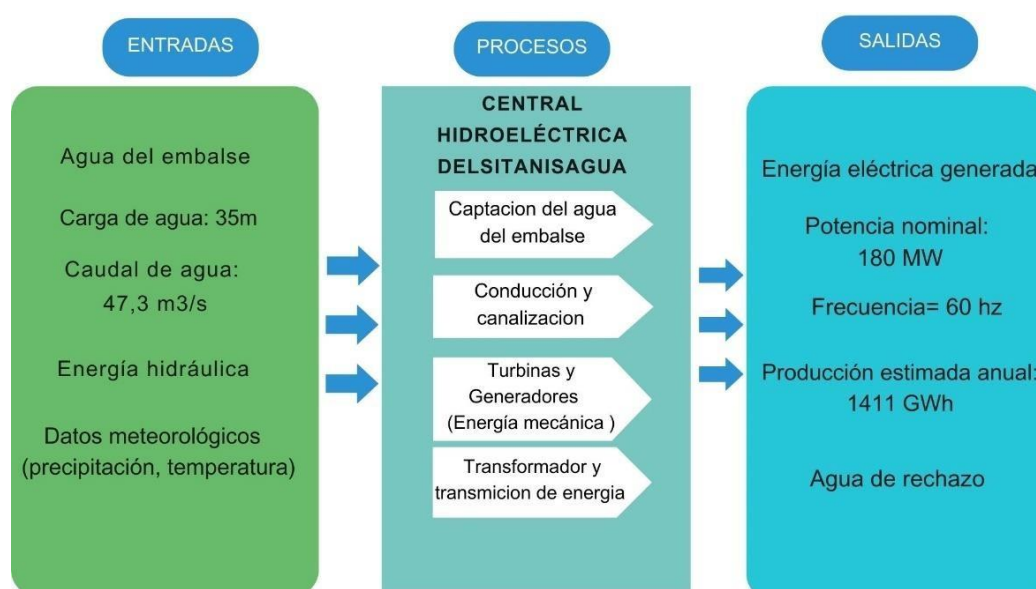 ENTRADAS
Agua del embalse
Carga de agua: 35m
Caudal de agua:
47,3 m3/s
Energía hidráulica
Datos meteorológicos
(precipitación, temperatura)
PROCESOS
CENTRAL
HIDROELÉCTRICA
DELSITANISAGUA
Captacion del agua
del embalse
Conducción y
canalizacion
Turbinas y
Generadores
(Energía mecánica )
Transformador y
transmicion de energia
SALIDAS
Energía eléctrica generada
Potencia nominal:
180 MW
Frecuencia= 60 hz
Producción estimada anual:
1411 GWh
Agua de rechazo